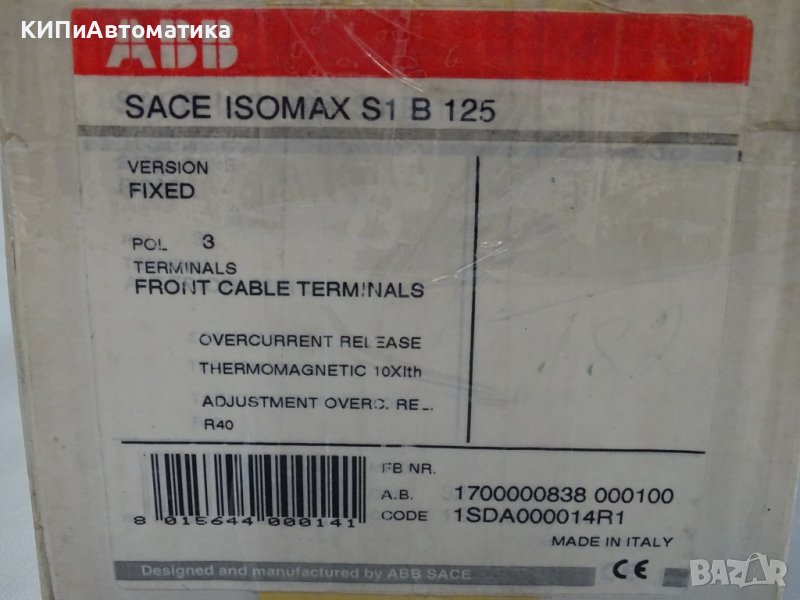 КИПиАвтоматика
ABB
SACE ISOMAX S1 B 125
VERSION
FIXED
POL 3
TERMINALS
FRONT CABLE TERMINALS
OVERCURRENT RELEASE
THERMOMAGNETIC 10XIth
ADJUSTMENT OVERC. REL.
R40
FB NR.
A.B. 1700000838 000100
CODE 1SDA000014R1
8 015644 000141
MADE IN ITALY
Designed and manufactured by ABB SACE
CE
BAZAR